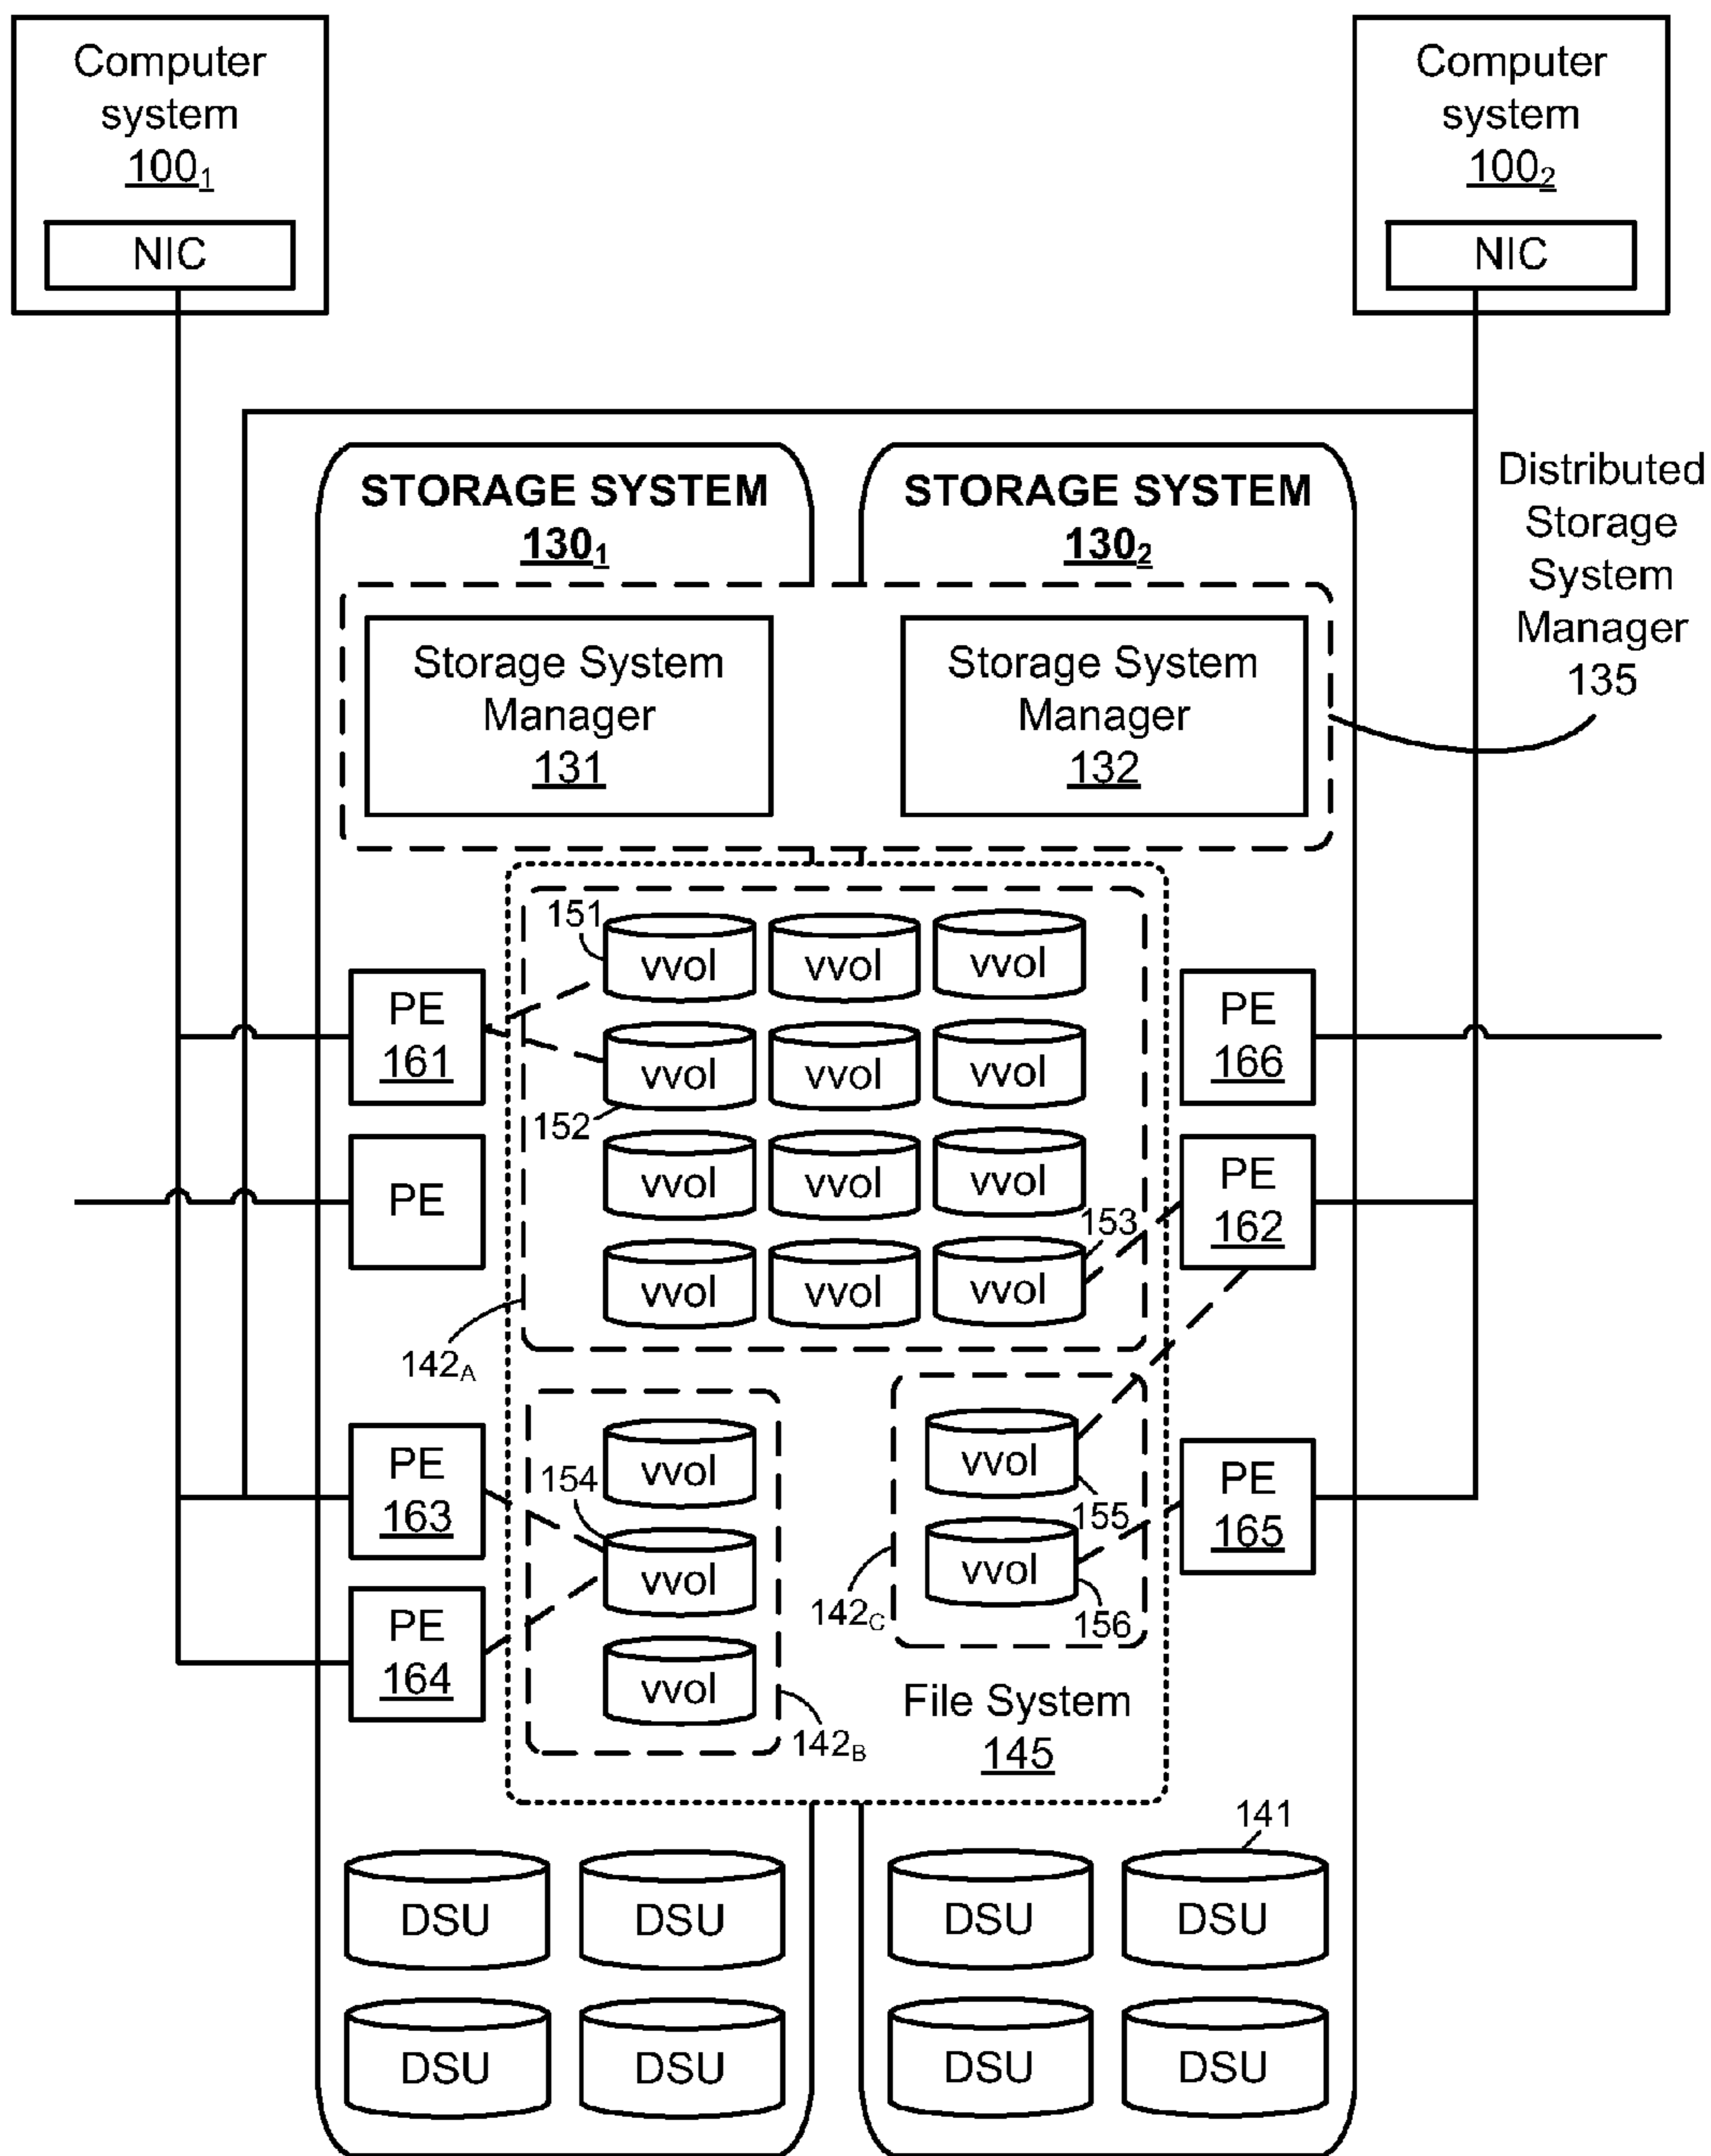 Computer
system
100₁
NIC
Computer
system
100₂
NIC
STORAGE SYSTEM
130₁
STORAGE SYSTEM
130₂
Distributed
Storage
System
Manager
135
Storage System
Manager
131
Storage System
Manager
132
151
vvol vvol vvol
PE
161
PE
166
vvol vvol vvol
152
PE
PE
162
vvol vvol vvol
153
vvol vvol vvol
142A
PE
163
vvol
154
vvol
vvol
PE
164
142B
vvol
155
vvol
156
142C
PE
165
File System
145
141
DSU DSU DSU DSU
DSU DSU DSU DSU